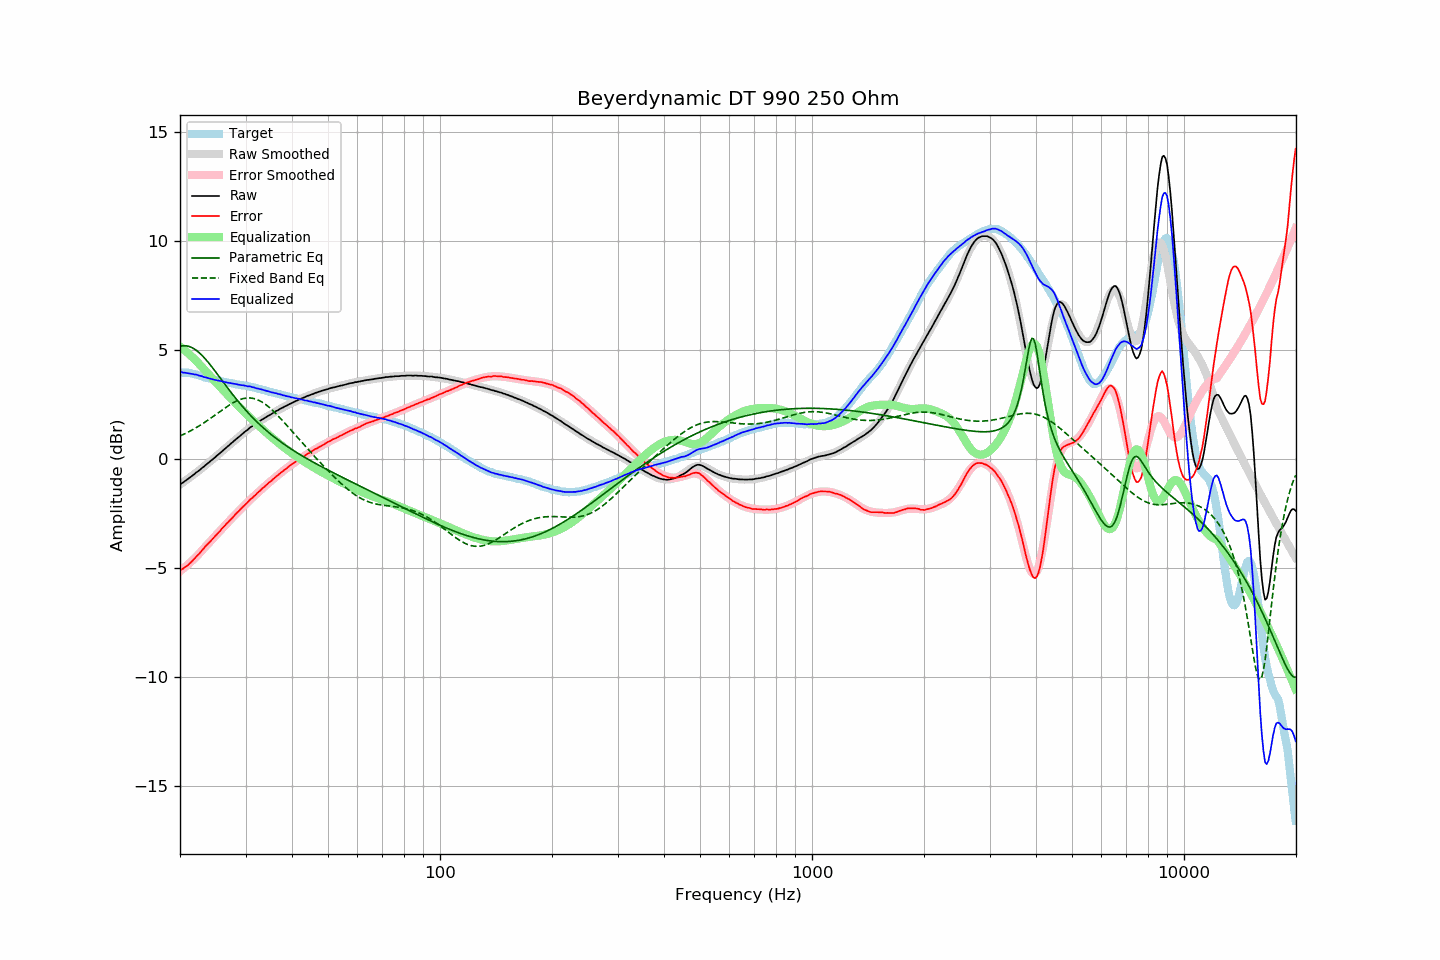 Beyerdynamic DT 990 250 Ohm
Target
Raw Smoothed
Error Smoothed
Raw
Error
Equalization
Parametric Eq
Fixed Band Eq
Equalized
15
10
5
0
−5
−10
−15
Amplitude (dBr)
100
1000
10000
Frequency (Hz)